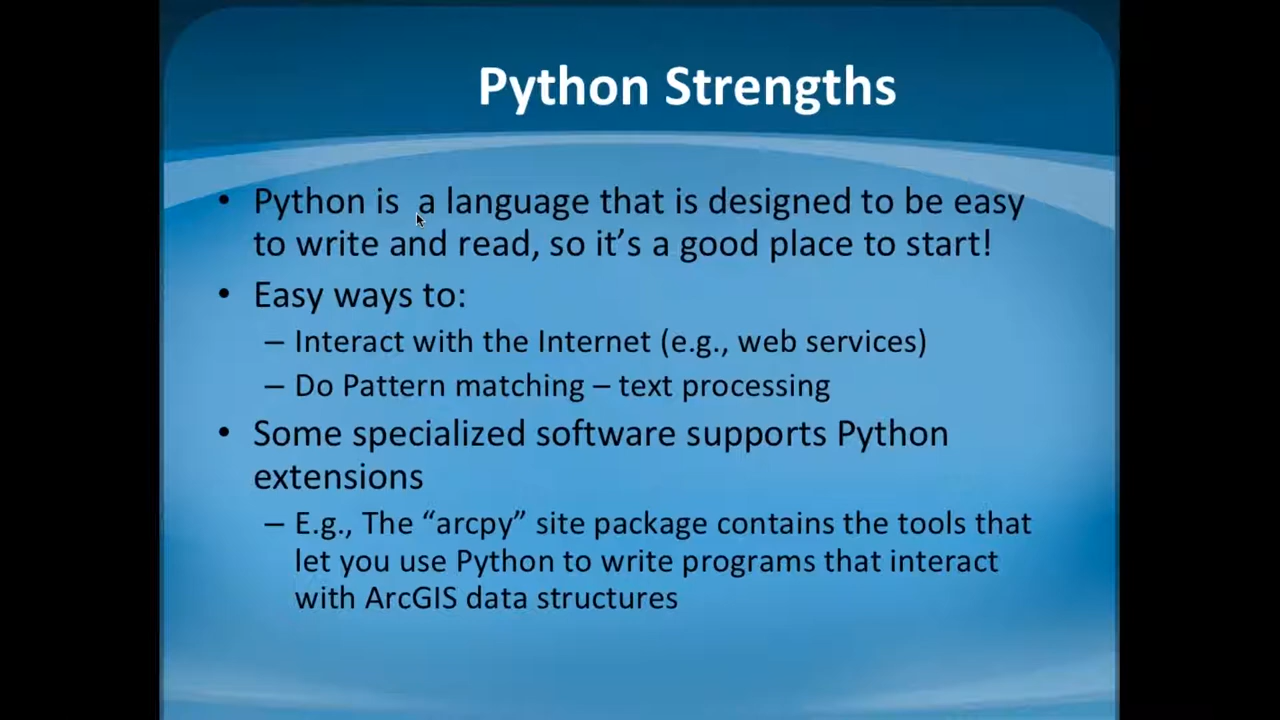 Python Strengths
• Python is  a language that is designed to be easy
to write and read, so it’s a good place to start!
• Easy ways to:
– Interact with the Internet (e.g., web services)
– Do Pattern matching – text processing
• Some specialized software supports Python
extensions
– E.g., The “arcpy” site package contains the tools that
let you use Python to write programs that interact
with ArcGIS data structures